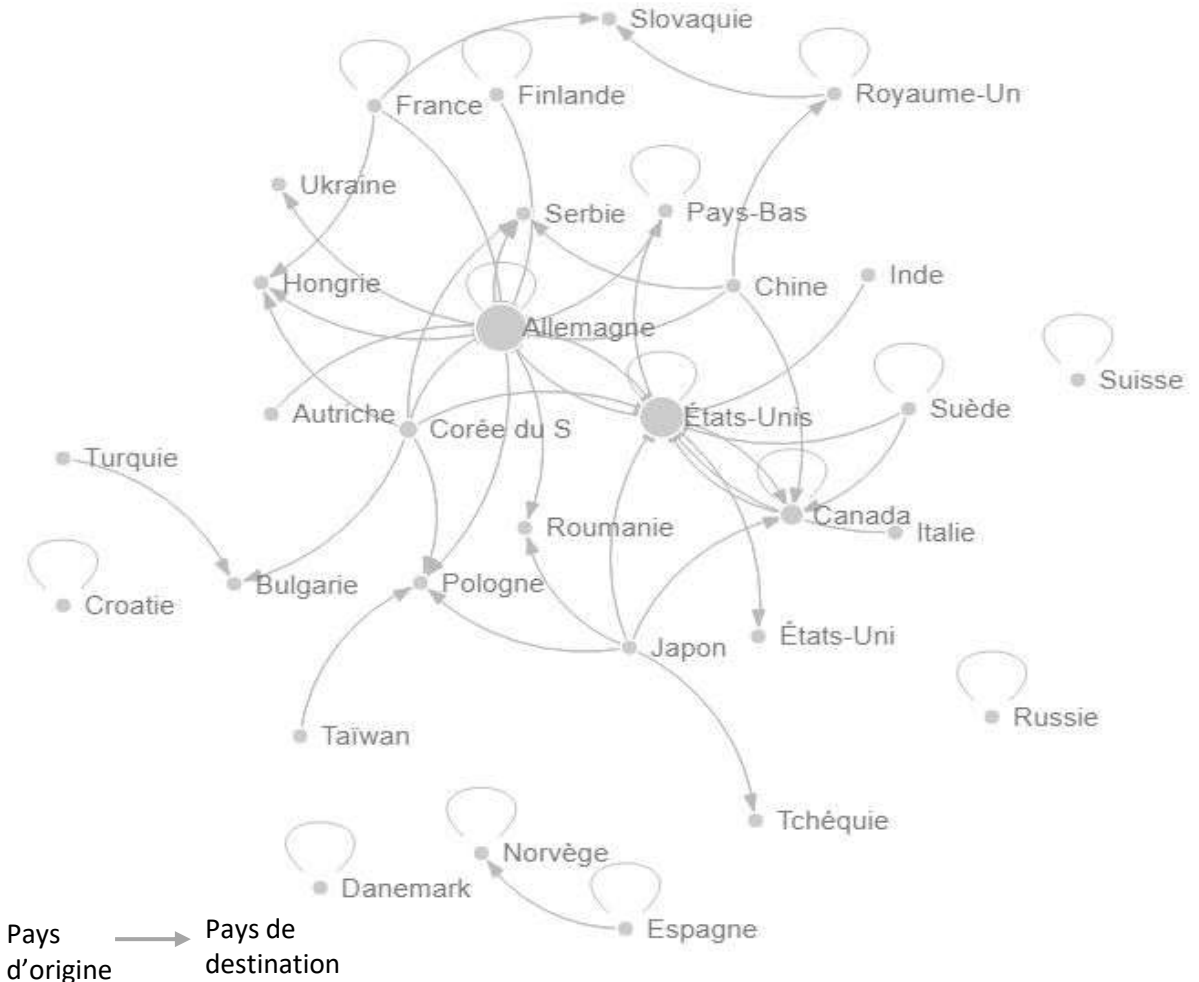 Slovaquie
Royaume-Un
Finlande
France
Ukraine
Serbie
Pays-Bas
Inde
Hongrie
Chine
Allemagne
Suisse
Suède
Autriche
Corée du S
États-Unis
Turquie
Canada
Roumanie
Italie
Bulgarie
Pologne
Croatie
États-Uni
Japon
Russie
Taïwan
Tchéquie
Norvège
Danemark
Espagne
Pays
d’origine
Pays de
destination